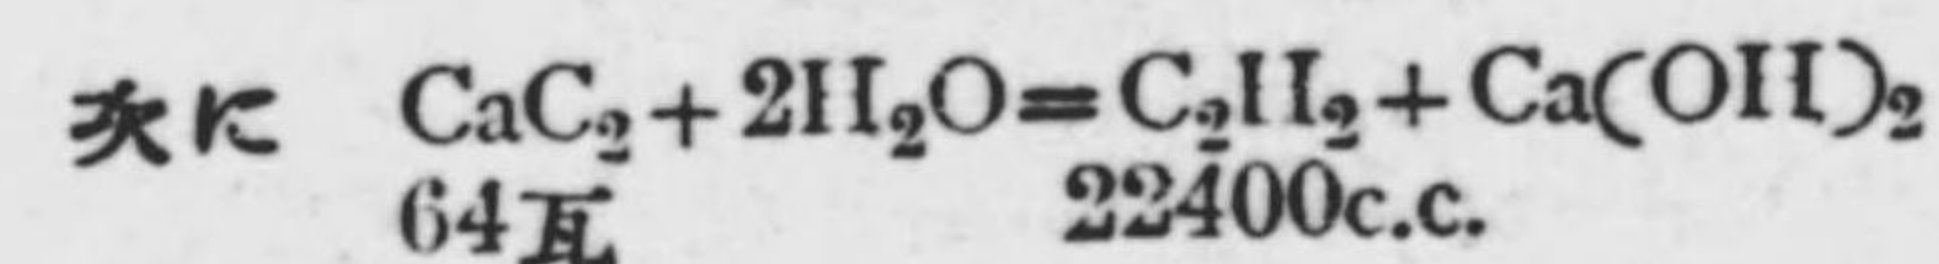 次に CaC₂+2H₂O=C₂H₂+Ca(OH)₂
64瓦 22400c.c.